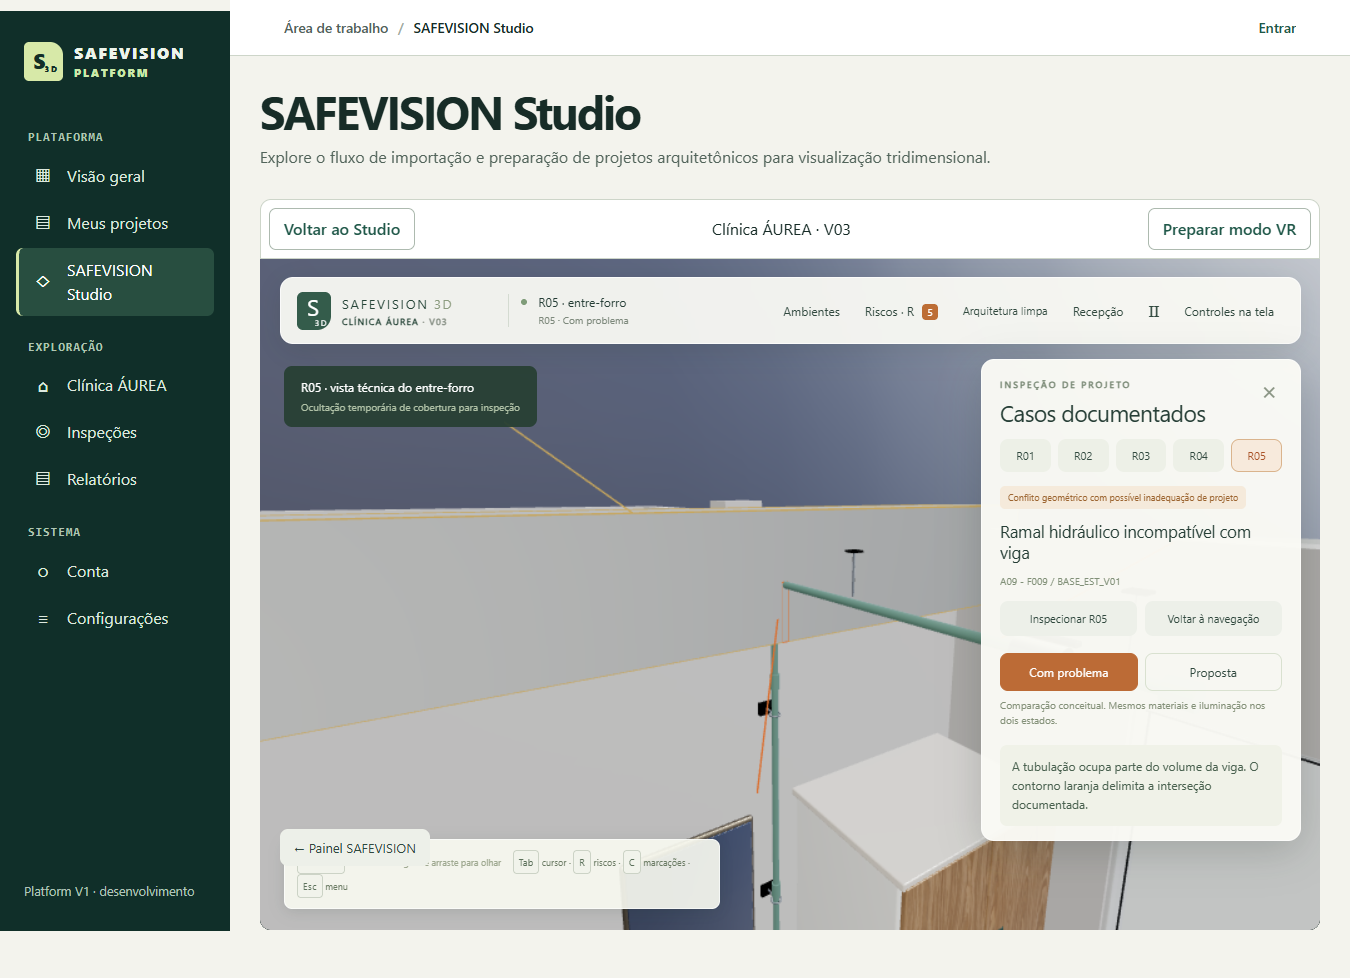 S 3D
SAFEVISION
PLATFORM
PLATAFORMA
Visão geral
Meus projetos
SAFEVISION
Studio
EXPLORAÇÃO
Clínica ÁUREA
Inspeções
Relatórios
SISTEMA
Conta
Configurações
Platform V1 · desenvolvimento
Área de trabalho / SAFEVISION Studio
Entrar
SAFEVISION Studio
Explore o fluxo de importação e preparação de projetos arquitetônicos para visualização tridimensional.
Voltar ao Studio
Clínica ÁUREA · V03
Preparar modo VR
S 3D
SAFEVISION 3D
CLÍNICA ÁUREA · V03
R05 · entre-forro
R05 · Com problema
Ambientes
Riscos · R 5
Arquitetura limpa
Recepção
Controles na tela
R05 · vista técnica do entre-forro
Ocultação temporária de cobertura para inspeção
INSPEÇÃO DE PROJETO
Casos documentados
R01 R02 R03 R04 R05
Conflito geométrico com possível inadequação de projeto
Ramal hidráulico incompatível com
viga
A09 - F009 / BASE_EST_V01
Inspecionar R05
Voltar à navegação
Com problema
Proposta
Comparação conceitual. Mesmos materiais e iluminação nos
dois estados.
A tubulação ocupa parte do volume da viga. O
contorno laranja delimita a interseção
documentada.
← Painel SAFEVISION
arraste para olhar Tab cursor · R riscos · C marcações ·
Esc menu